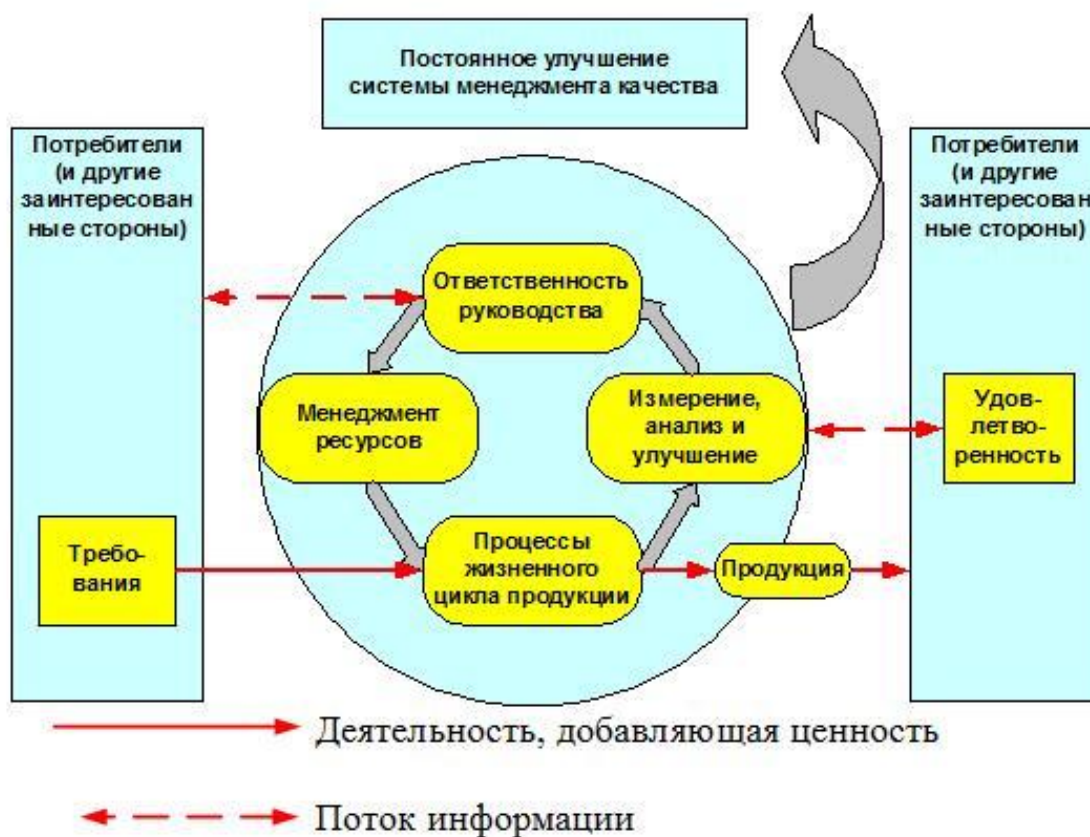 Постоянное улучшение
системы менеджмента качества
Потребители
(и другие
заинтересован
ные стороны)
Потребители
(и другие
заинтересован
ные стороны)
Ответственность
руководства
Менеджмент
ресурсов
Измерение,
анализ и
улучшение
Удов-
летво-
ренность
Требо-
вания
Процессы
жизненного
цикла продукции
Продукция
Деятельность, добавляющая ценность
Поток информации